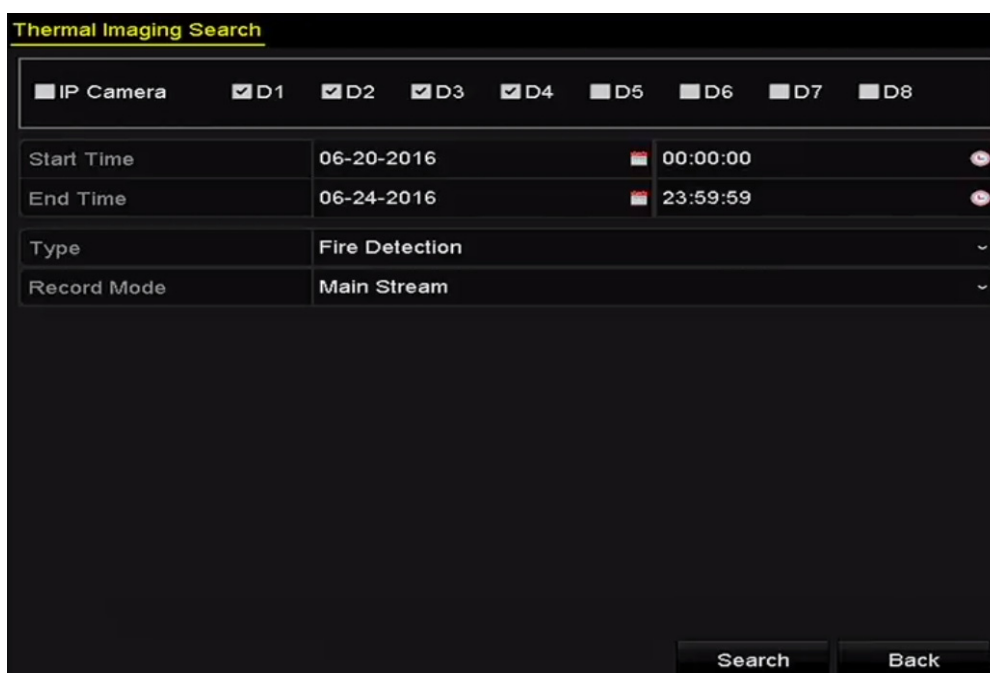 Thermal Imaging Search
IP Camera D1 D2 D3 D4 D5 D6 D7 D8
Start Time 06-20-2016 00:00:00
End Time 06-24-2016 23:59:59
Type Fire Detection
Record Mode Main Stream
Search Back